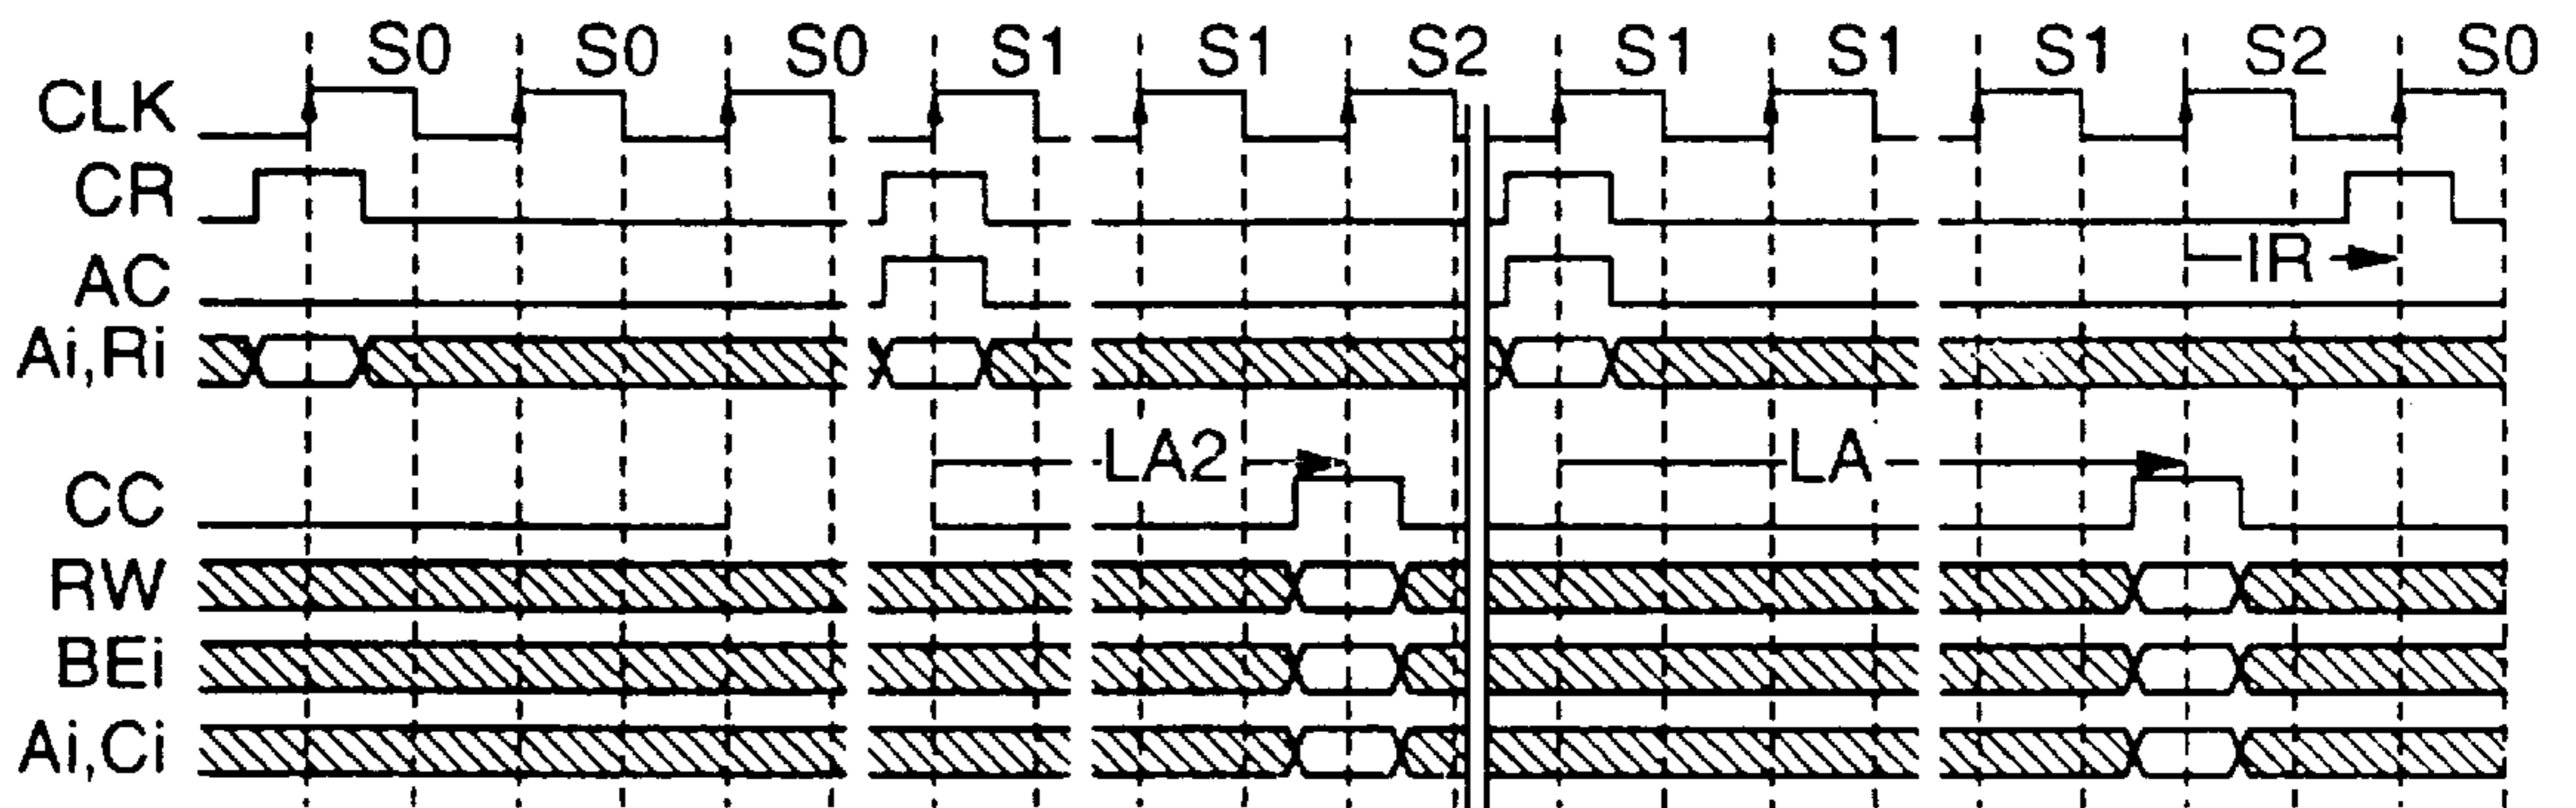 S0 S0 S0 S1 S1 S2 S1 S1 S1 S2 S0
CLK
CR
AC
IR
Ai,Ri
LA2 LA
CC
RW
BEi
Ai,Ci